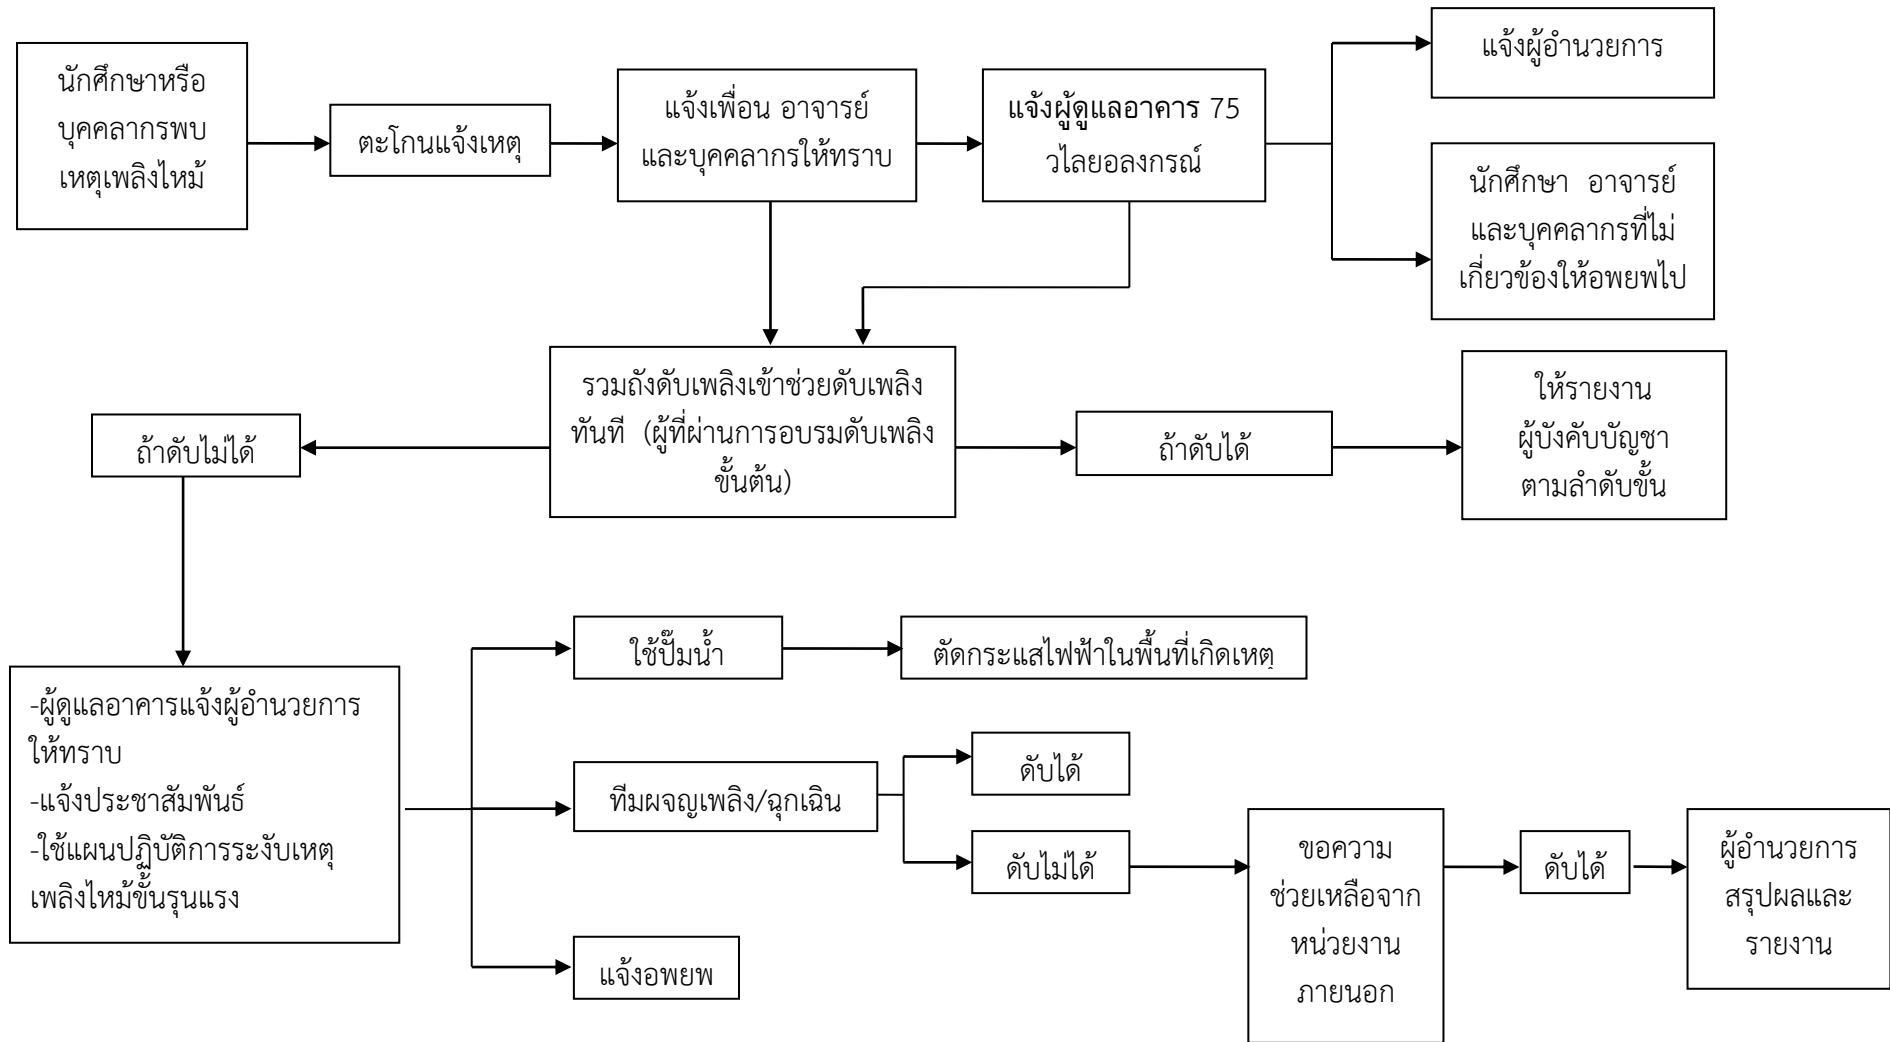 นักศึกษาหรือ
บุคคลากรพบ
เหตุเพลิงไหม้
ตะโกนแจ้งเหตุ
แจ้งเพื่อน อาจารย์
และบุคคลากรให้ทราบ
แจ้งผู้ดูแลอาคาร 75
วไลยอลงกรณ์
แจ้งผู้อำนวยการ
นักศึกษา อาจารย์
และบุคคลากรที่ไม่
เกี่ยวข้องให้อพยพไป
รวมถังดับเพลิงเข้าช่วยดับเพลิง
ทันที (ผู้ที่ผ่านการอบรมดับเพลิง
ขั้นต้น)
ถ้าดับไม่ได้
ถ้าดับได้
ให้รายงาน
ผู้บังคับบัญชา
ตามลำดับขั้น
-ผู้ดูแลอาคารแจ้งผู้อำนวยการ
ให้ทราบ
-แจ้งประชาสัมพันธ์
-ใช้แผนปฏิบัติการระงับเหตุ
เพลิงไหม้ขั้นรุนแรง
ใช้ปั๊มน้ำ
ตัดกระแสไฟฟ้าในพื้นที่เกิดเหตุ
ทีมผจญเพลิง/ฉุกเฉิน
ดับได้
ดับไม่ได้
แจ้งอพยพ
ขอความ
ช่วยเหลือจาก
หน่วยงาน
ภายนอก
ดับได้
ผู้อำนวยการ
สรุปผลและ
รายงาน